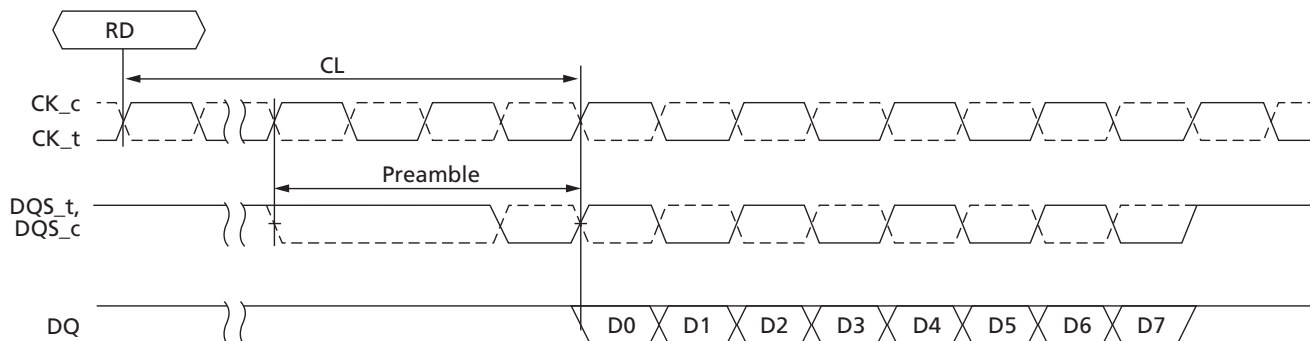 RD
CL
CK_c
CK_t
Preamble
DQS_t,
DQS_c
DQ
D0 D1 D2 D3 D4 D5 D6 D7